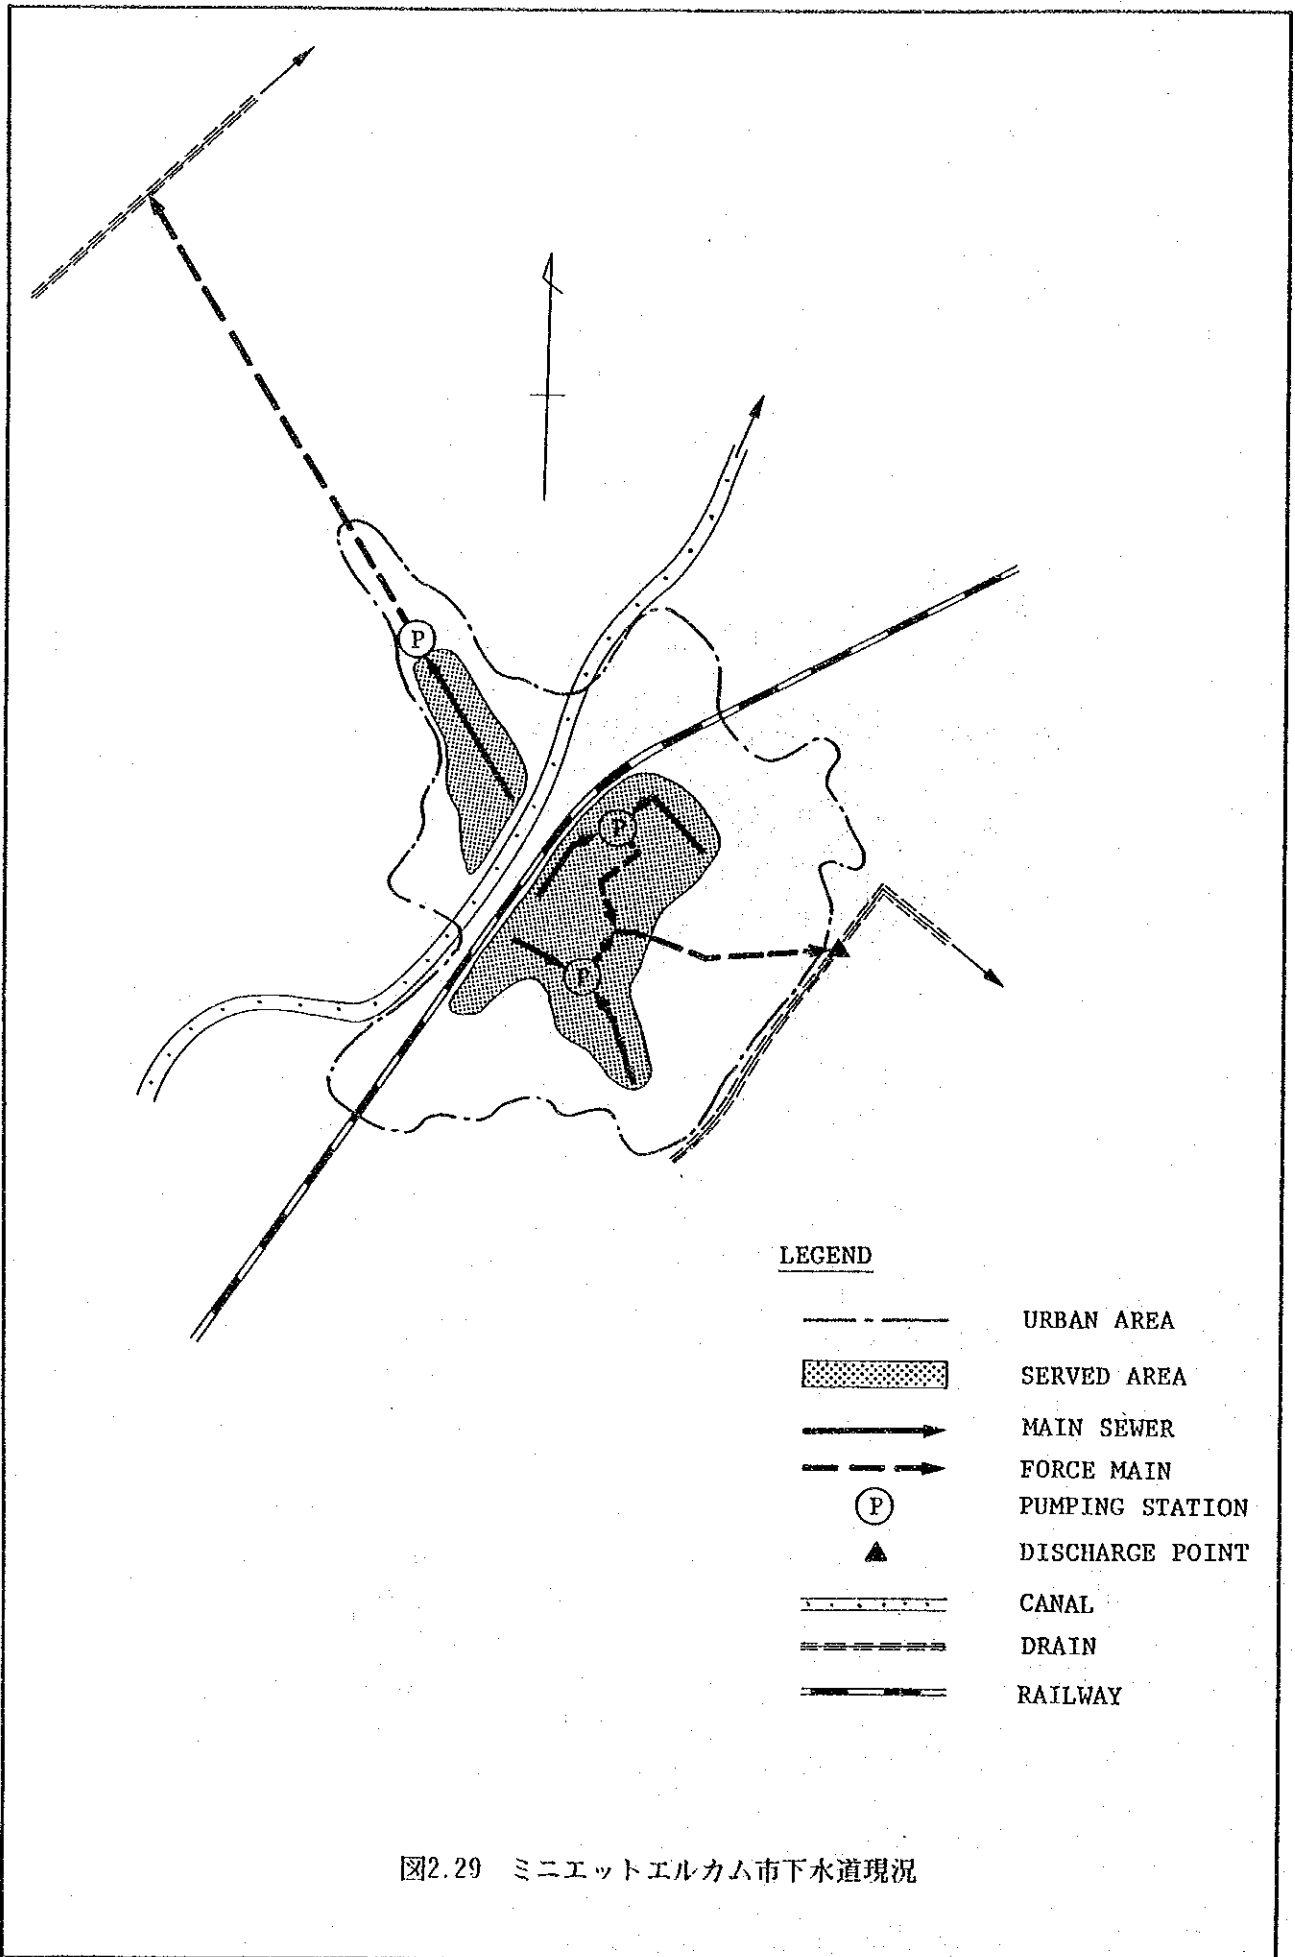 P
P
P
LEGEND
URBAN AREA
SERVED AREA
MAIN SEWER
FORCE MAIN
P PUMPING STATION
DISCHARGE POINT
CANAL
DRAIN
RAILWAY
図2.29 ミニエットエルカム市下水道現況